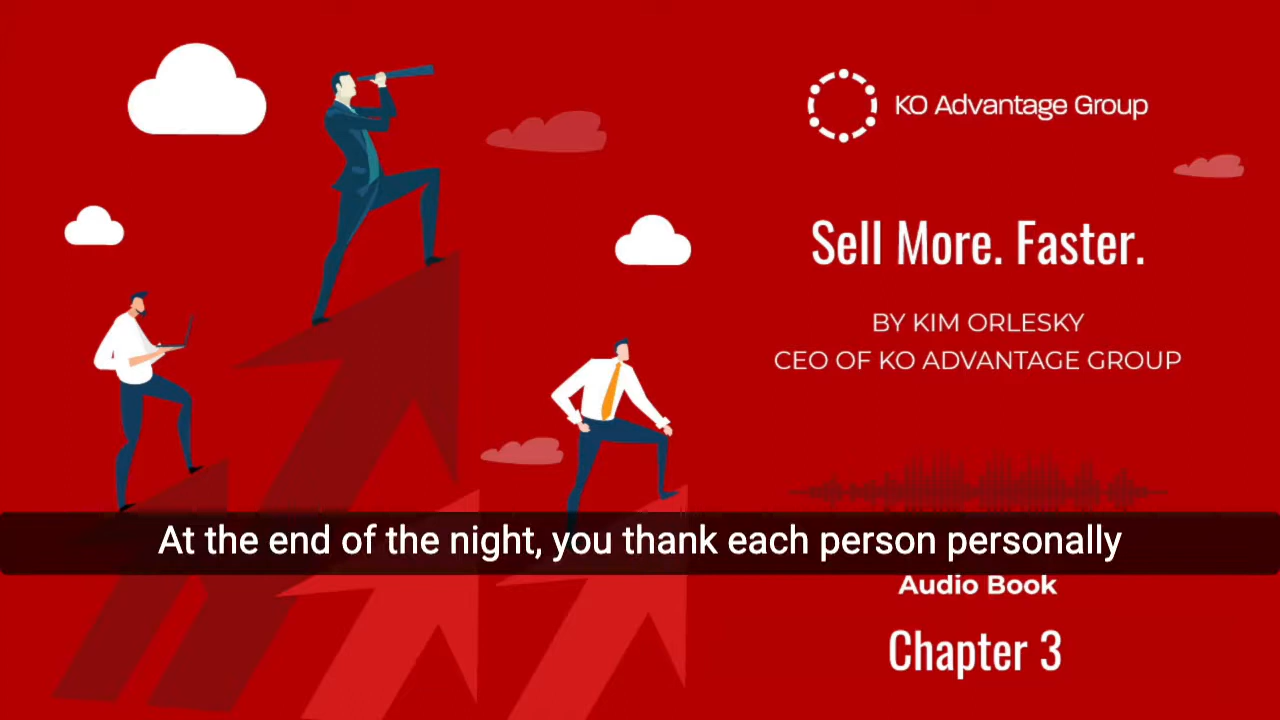 KO Advantage Group
Sell More. Faster.
BY KIM ORLESKY
CEO OF KO ADVANTAGE GROUP
At the end of the night, you thank each person personally
Audio Book
Chapter 3